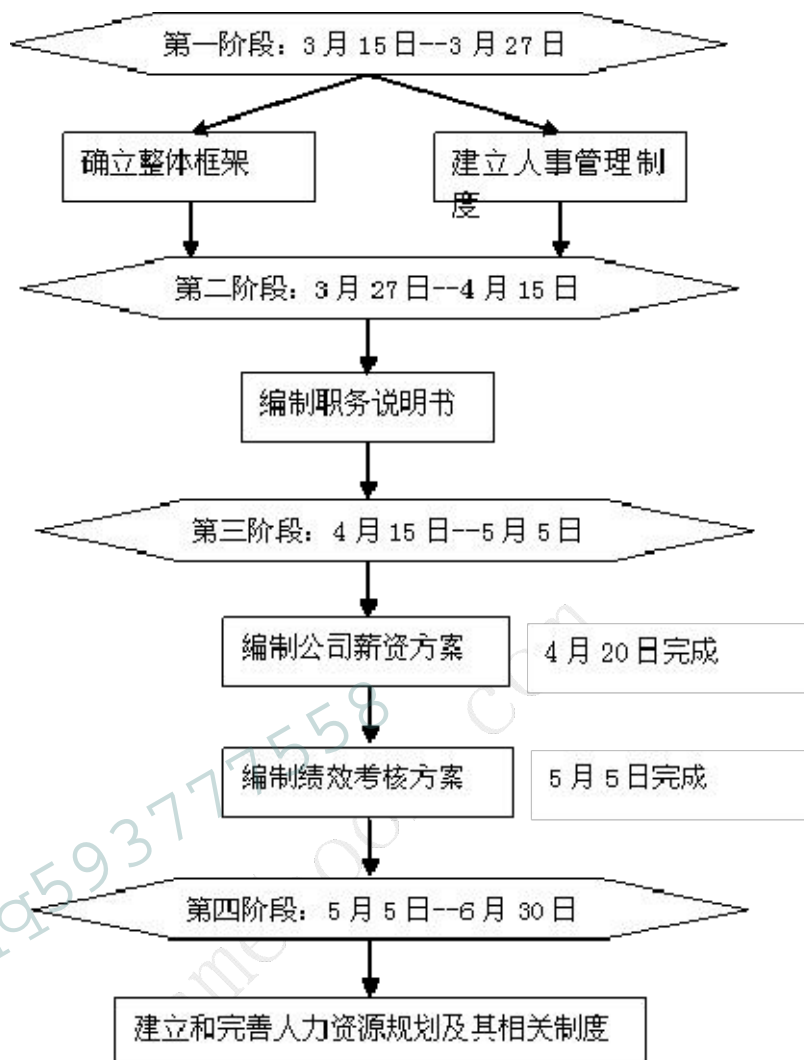 第一阶段：3月15日--3月27日
确立整体框架
建立人事管理制
度
第二阶段：3月27日--4月15日
编制职务说明书
第三阶段：4月15日--5月5日
编制公司薪资方案
4月20日完成
编制绩效考核方案
5月5日完成
第四阶段：5月5日--6月30日
建立和完善人力资源规划及其相关制度
qq593777558